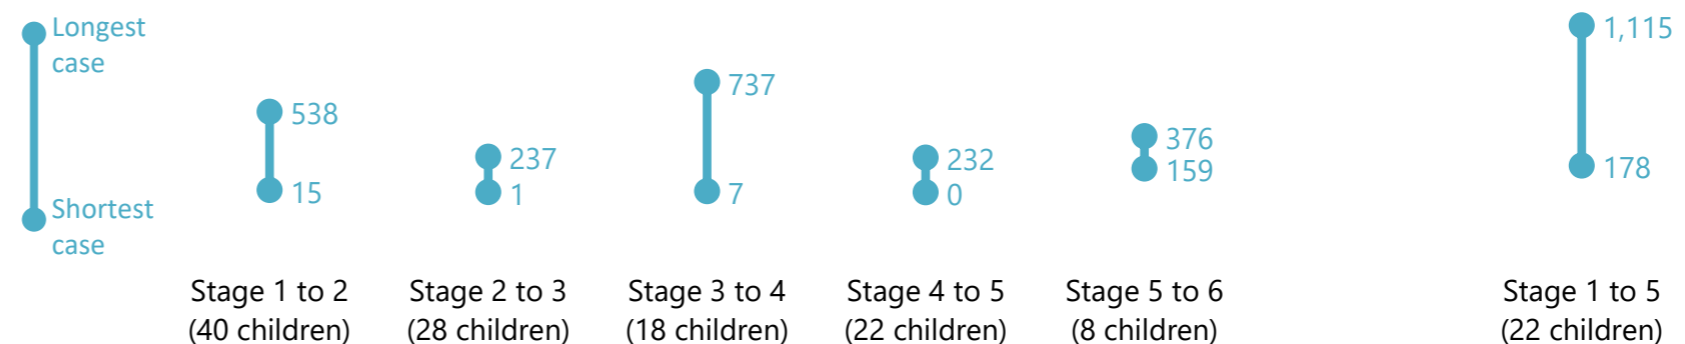 Longest
case
Shortest
case
538
15
237
1
737
7
232
0
376
159
1,115
178
Stage 1 to 2
(40 children)
Stage 2 to 3
(28 children)
Stage 3 to 4
(18 children)
Stage 4 to 5
(22 children)
Stage 5 to 6
(8 children)
Stage 1 to 5
(22 children)